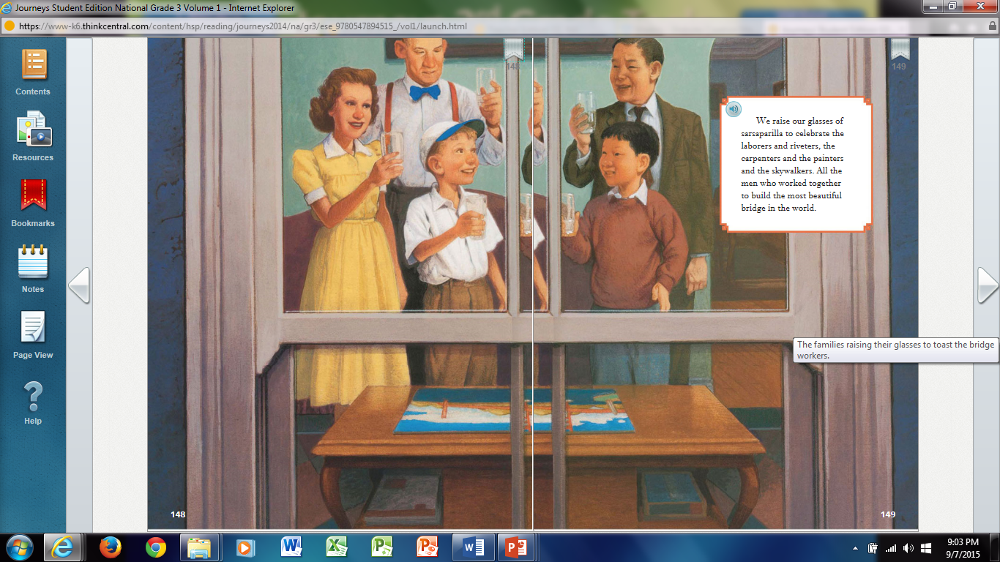 Journeys Student Edition National Grade 3 Volume 1 - Internet Explorer
https://www-k6.thinkcentral.com/content/hsp/reading/journeys2014/na/gr3/ese_9780547894515_/vol1/launch.html
Contents
Resources
Bookmarks
Notes
Page View
Help
148
149
We raise our glasses of
sarsaparilla to celebrate the
laborers and riveters, the
carpenters and the painters
and the skywalkers. All the
men who worked together
to build the most beautiful
bridge in the world.
The families raising their glasses to toast the bridge
workers.
148
149
9:03 PM
9/7/2015